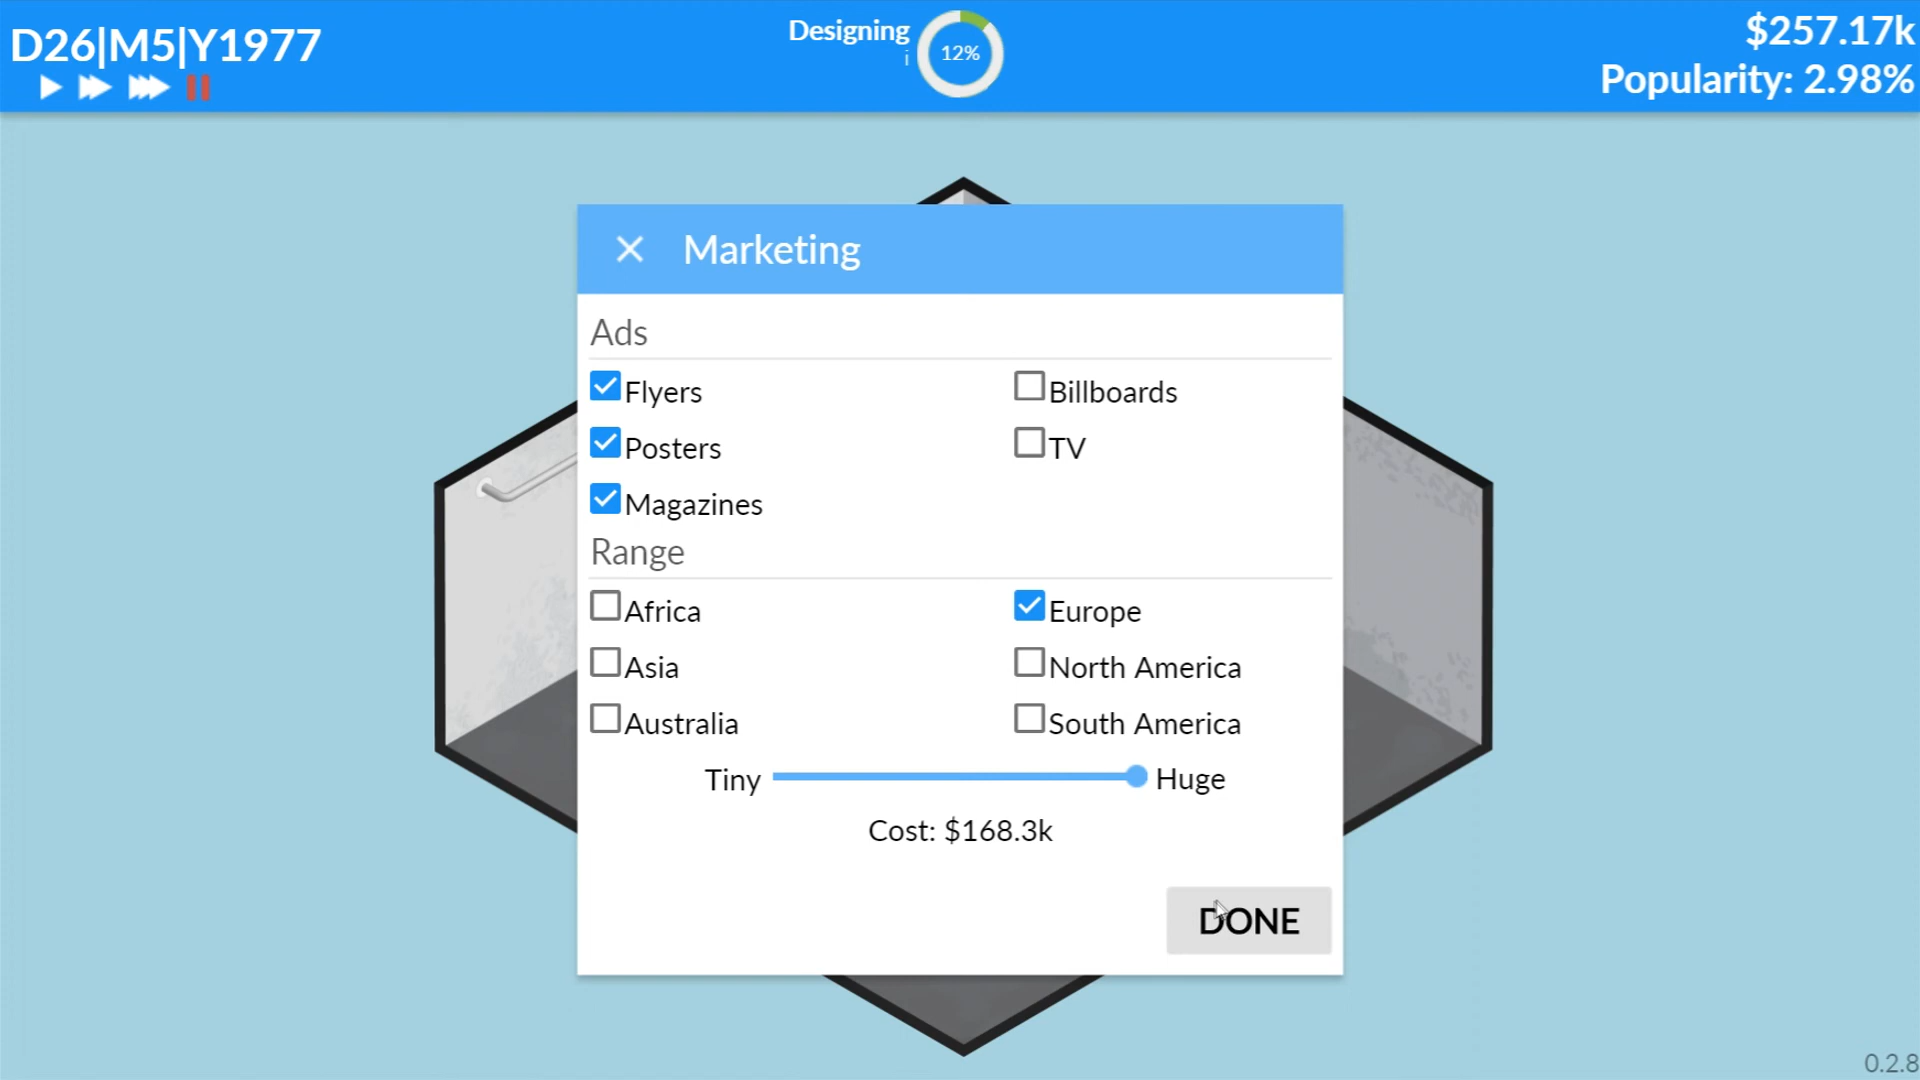 D26|M5|Y1977
Designing
i
12%
$257.17k
Popularity: 2.98%
Marketing
Ads
Flyers
Billboards
Posters
TV
Magazines
Range
Africa
Europe
Asia
North America
Australia
South America
Tiny
Huge
Cost: $168.3k
DONE
0.2.8